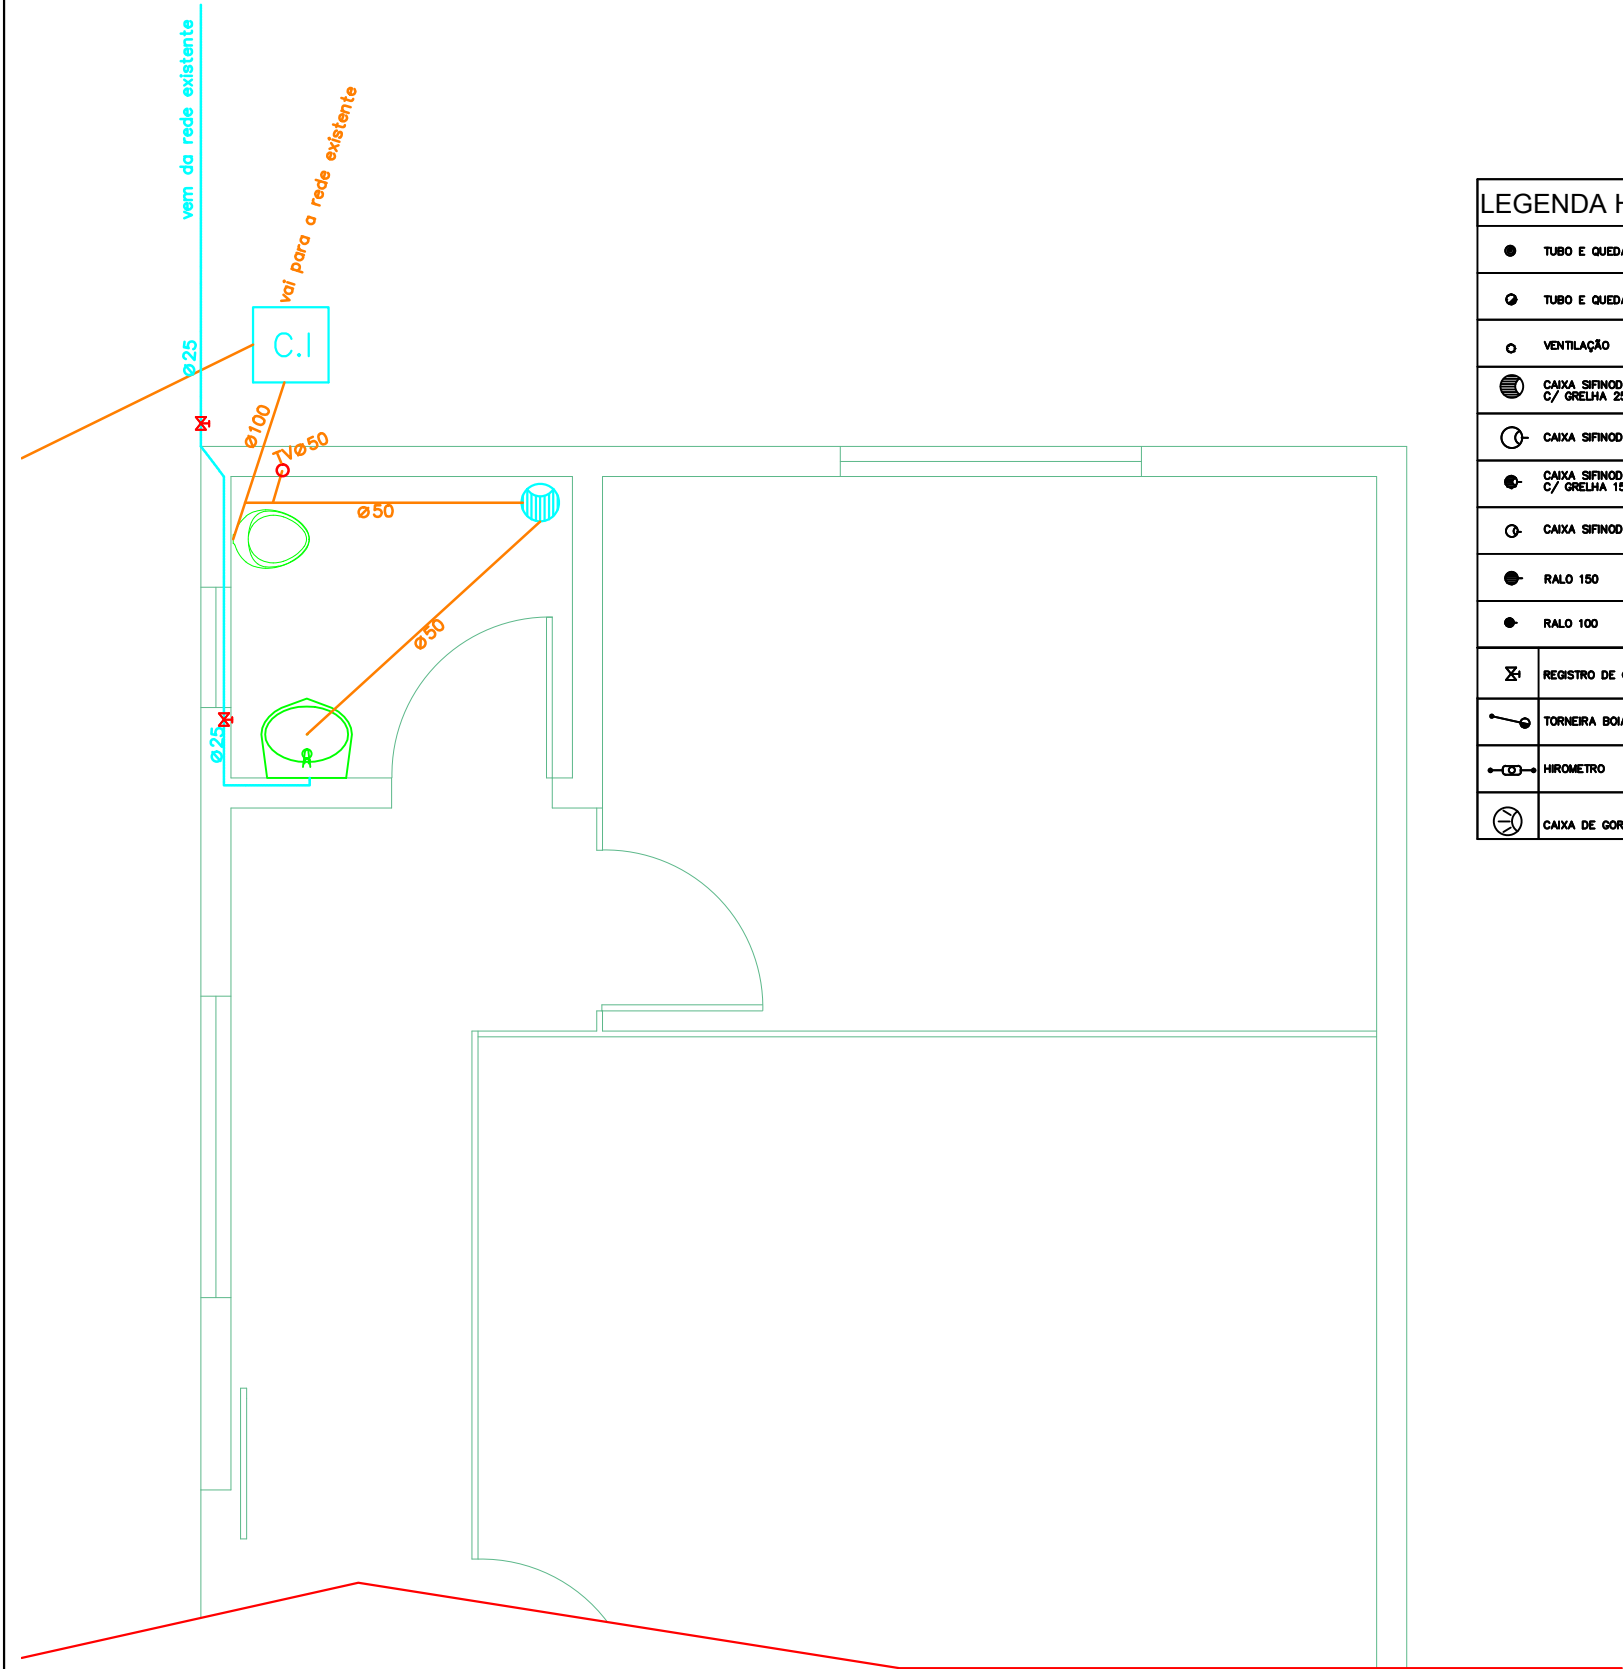 vem da rede existente
vai para a rede existente
C.I
ø25
ø100
TVø50
ø50
ø50
ø25
LEGENDA H
TUBO E QUEDA
TUBO E QUEDA
VENTILAÇÃO
CAIXA SIFINOD
C/ GRELHA 25
CAIXA SIFINOD
CAIXA SIFINOD
C/ GRELHA 15
CAIXA SIFINOD
RALO 150
RALO 100
REGISTRO DE
TORNEIRA BOIA
HIROMETRO
CAIXA DE GOR